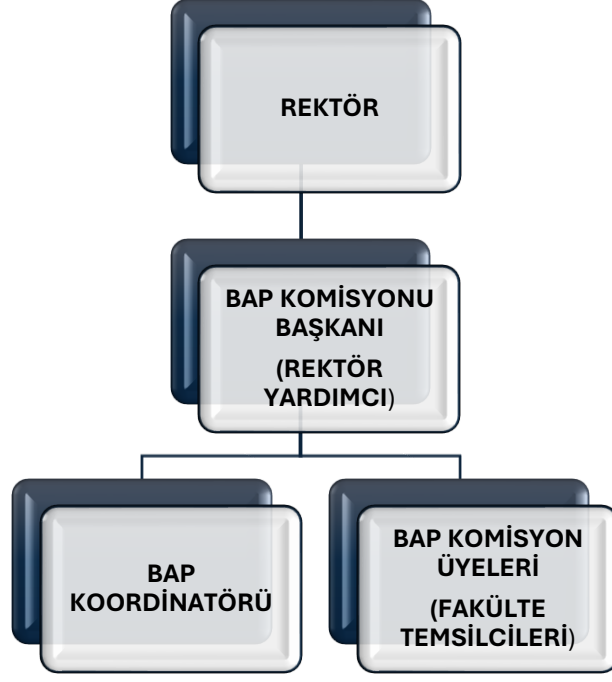 REKTÖR
BAP KOMİSYONU
BAŞKANI
(REKTÖR
YARDIMCI)
BAP
KOORDİNATÖRÜ
BAP KOMİSYON
ÜYELERİ
(FAKÜLTE
TEMSİLCİLERİ)